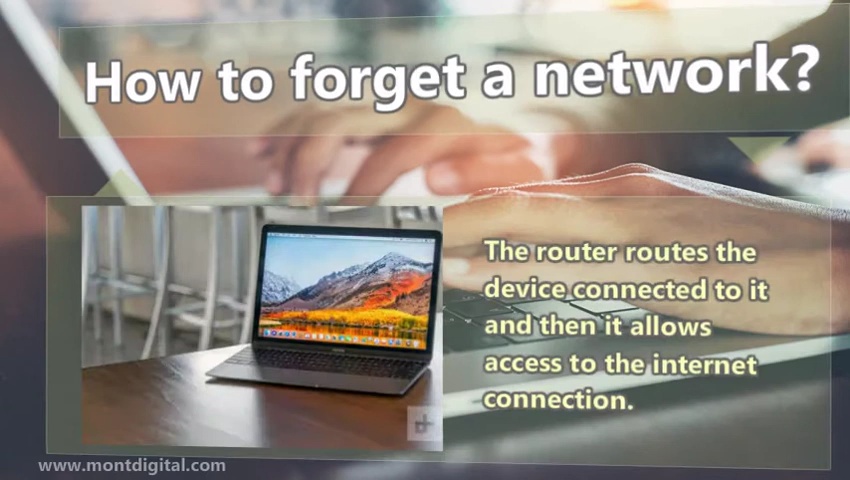 How to forget a network?
The router routes the
device connected to it
and then it allows
access to the internet
connection.
www.montdigital.com